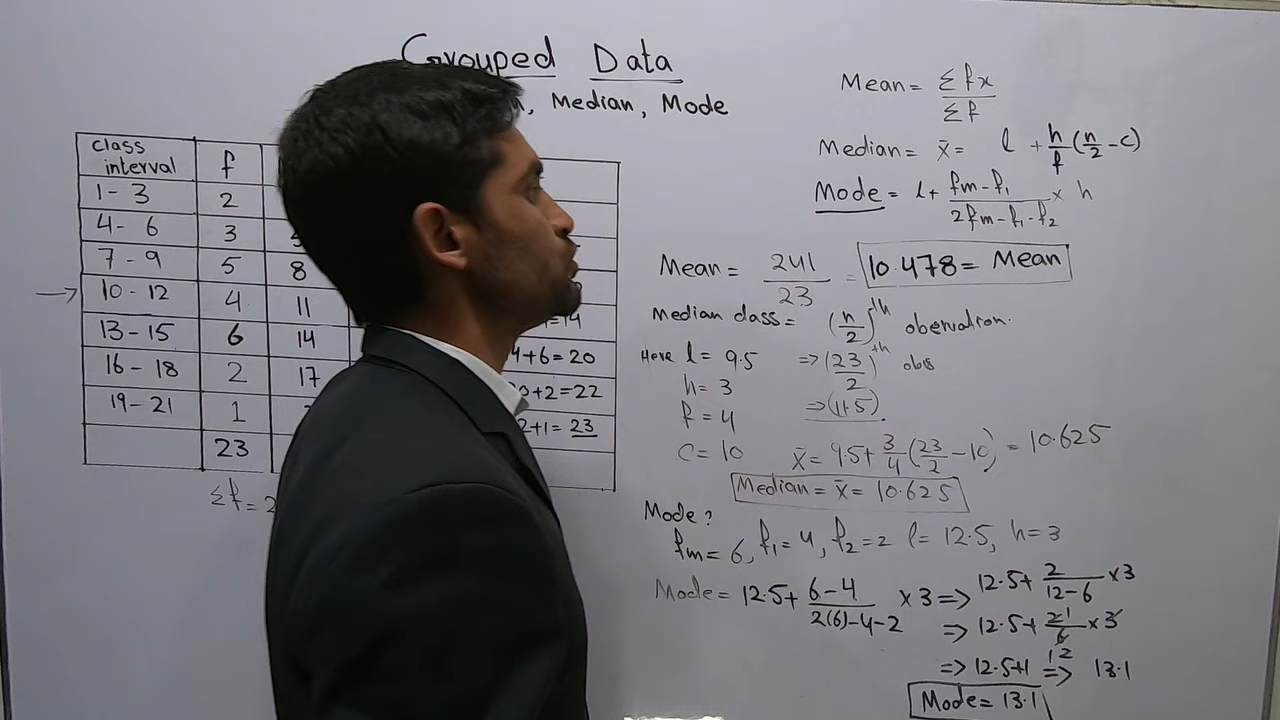 Grouped Data
, Median, Mode
class interval f
1-3 2
4-6 3
7-9 5 8
10-12 4 11
13-15 6 14
16-18 2 17
19-21 1
23
=14
4+6=20
+2=22
2+1=23
Σf=2
Mean= Σfx/Σf
Median= x̄= l+h/f(n/2-C)
Mode= l+ fm-f₁/2fm-f₁-f₂ × h
Mean= 241/23 = 10.478= Mean
Median class= (n/2)th obervation.
Here l= 9.5 ⇒(23/2)th obs
h= 3 ⇒(11.5).
f= 4
C= 10
x̄= 9.5+3/4(23/2-10)=10.625
Median= x̄= 10.625
Mode?
fm= 6, f₁=4, f₂=2 l= 12.5, h=3
Mode= 12.5+ 6-4/2(6)-4-2 ×3⇒ 12.5+ 2/12-6 ×3
⇒ 12.5+ 2/6 ×3
⇒ 12.5+1 ⇒ 13.1
Mode= 13.1